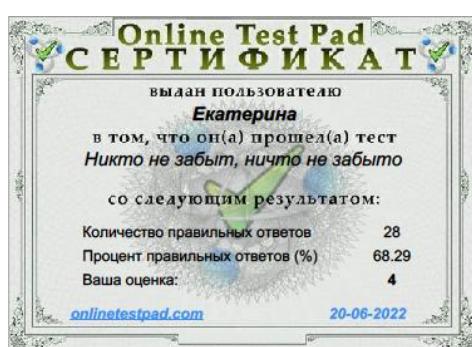 Online Test Pad
СЕРТИФИКАТ
выдан пользователю
Екатерина
в том, что он(а) прошел(а) тест
Никто не забыт, ничто не забыто
со следующим результатом:
Количество правильных ответов 28
Процент правильных ответов (%) 68.29
Ваша оценка: 4
onlinetestpad.com 20-06-2022